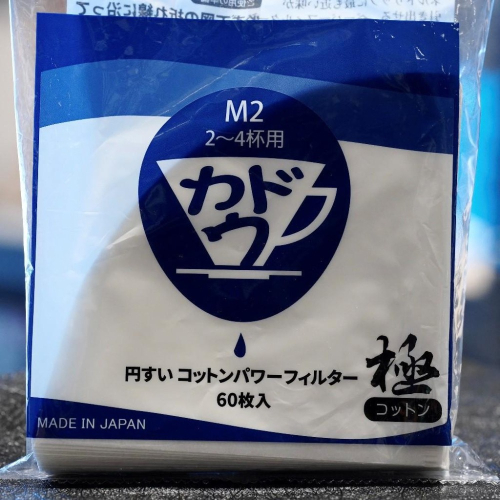 M2
2～4杯用
カドウ
円すい コットンパワーフィルター
60枚入
極
コットン
MADE IN JAPAN